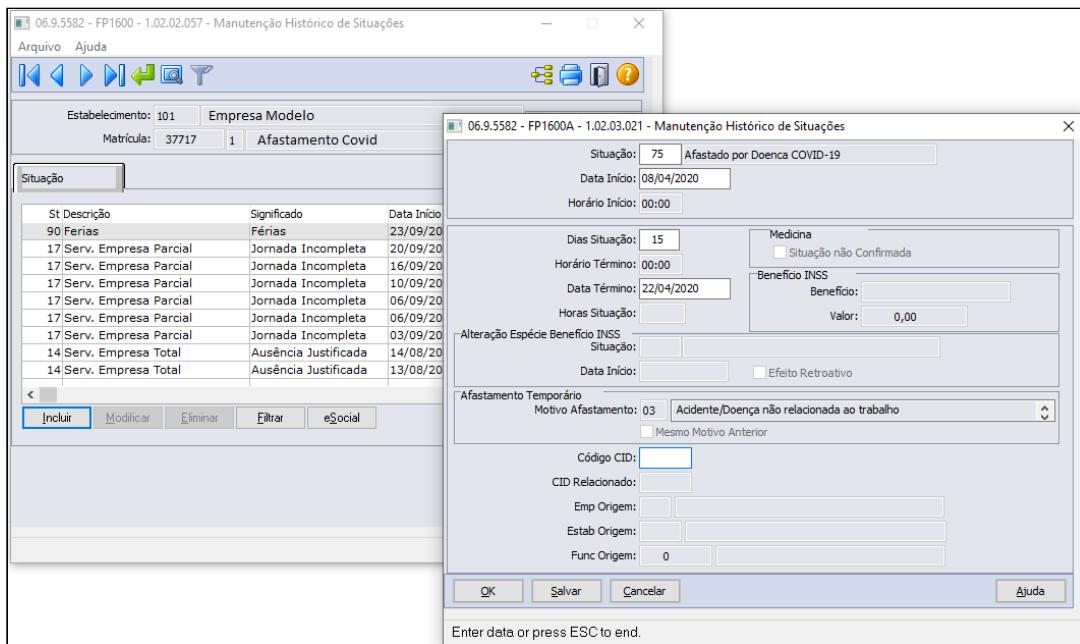 06.9.5582 - FP1600 - 1.02.02.057 - Manutenção Histórico de Situações
Arquivo Ajuda
Estabelecimento: 101 Empresa Modelo
Matrícula: 37717 1 Afastamento Covid
Situação
St Descrição Significado Data Início
90 Ferias Férias 23/09/20
17 Serv. Empresa Parcial Jornada Incompleta 20/09/20
17 Serv. Empresa Parcial Jornada Incompleta 16/09/20
17 Serv. Empresa Parcial Jornada Incompleta 10/09/20
17 Serv. Empresa Parcial Jornada Incompleta 06/09/20
17 Serv. Empresa Parcial Jornada Incompleta 06/09/20
17 Serv. Empresa Parcial Jornada Incompleta 03/09/20
14 Serv. Empresa Total Ausência Justificada 14/08/20
14 Serv. Empresa Total Ausência Justificada 13/08/20
Incluir Modificar Eliminar Filtrar eSocial
06.9.5582 - FP1600A - 1.02.03.021 - Manutenção Histórico de Situações
Situação: 75 Afastado por Doenca COVID-19
Data Início: 08/04/2020
Horário Início: 00:00
Dias Situação: 15
Horário Término: 00:00
Data Término: 22/04/2020
Horas Situação:
Medicina
Situação não Confirmada
Benefício INSS
Benefício:
Valor: 0,00
Alteração Espécie Benefício INSS
Situação:
Data Início:
Efeito Retroativo
Afastamento Temporário
Motivo Afastamento: 03 Acidente/Doença não relacionada ao trabalho
Mesmo Motivo Anterior
Código CID:
CID Relacionado:
Emp Origem:
Estab Origem:
Func Origem: 0
OK Salvar Cancelar Ajuda
Enter data or press ESC to end.